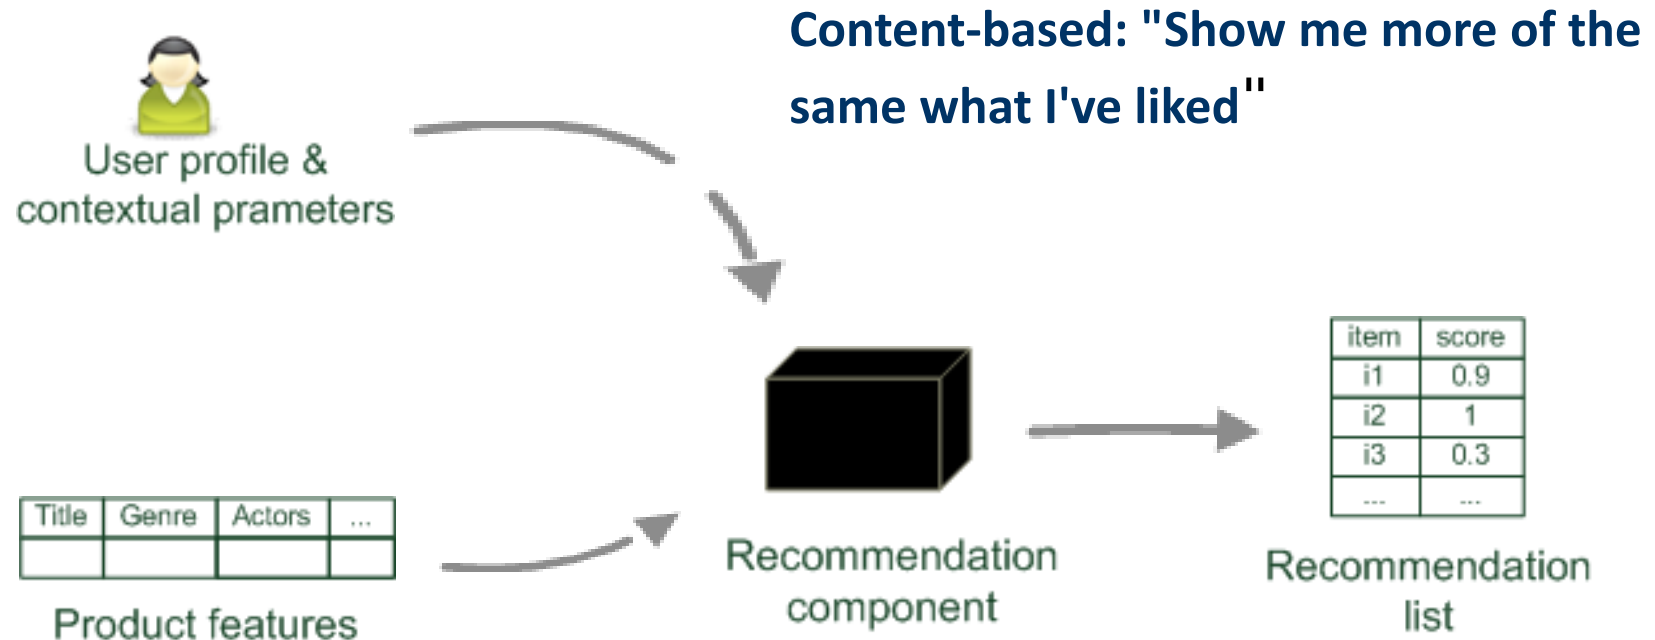 Content-based: "Show me more of the
same what I've liked"
User profile &
contextual prameters
Title Genre Actors ...
Product features
Recommendation
component
item score
i1 0.9
i2 1
i3 0.3
... ...
Recommendation
list